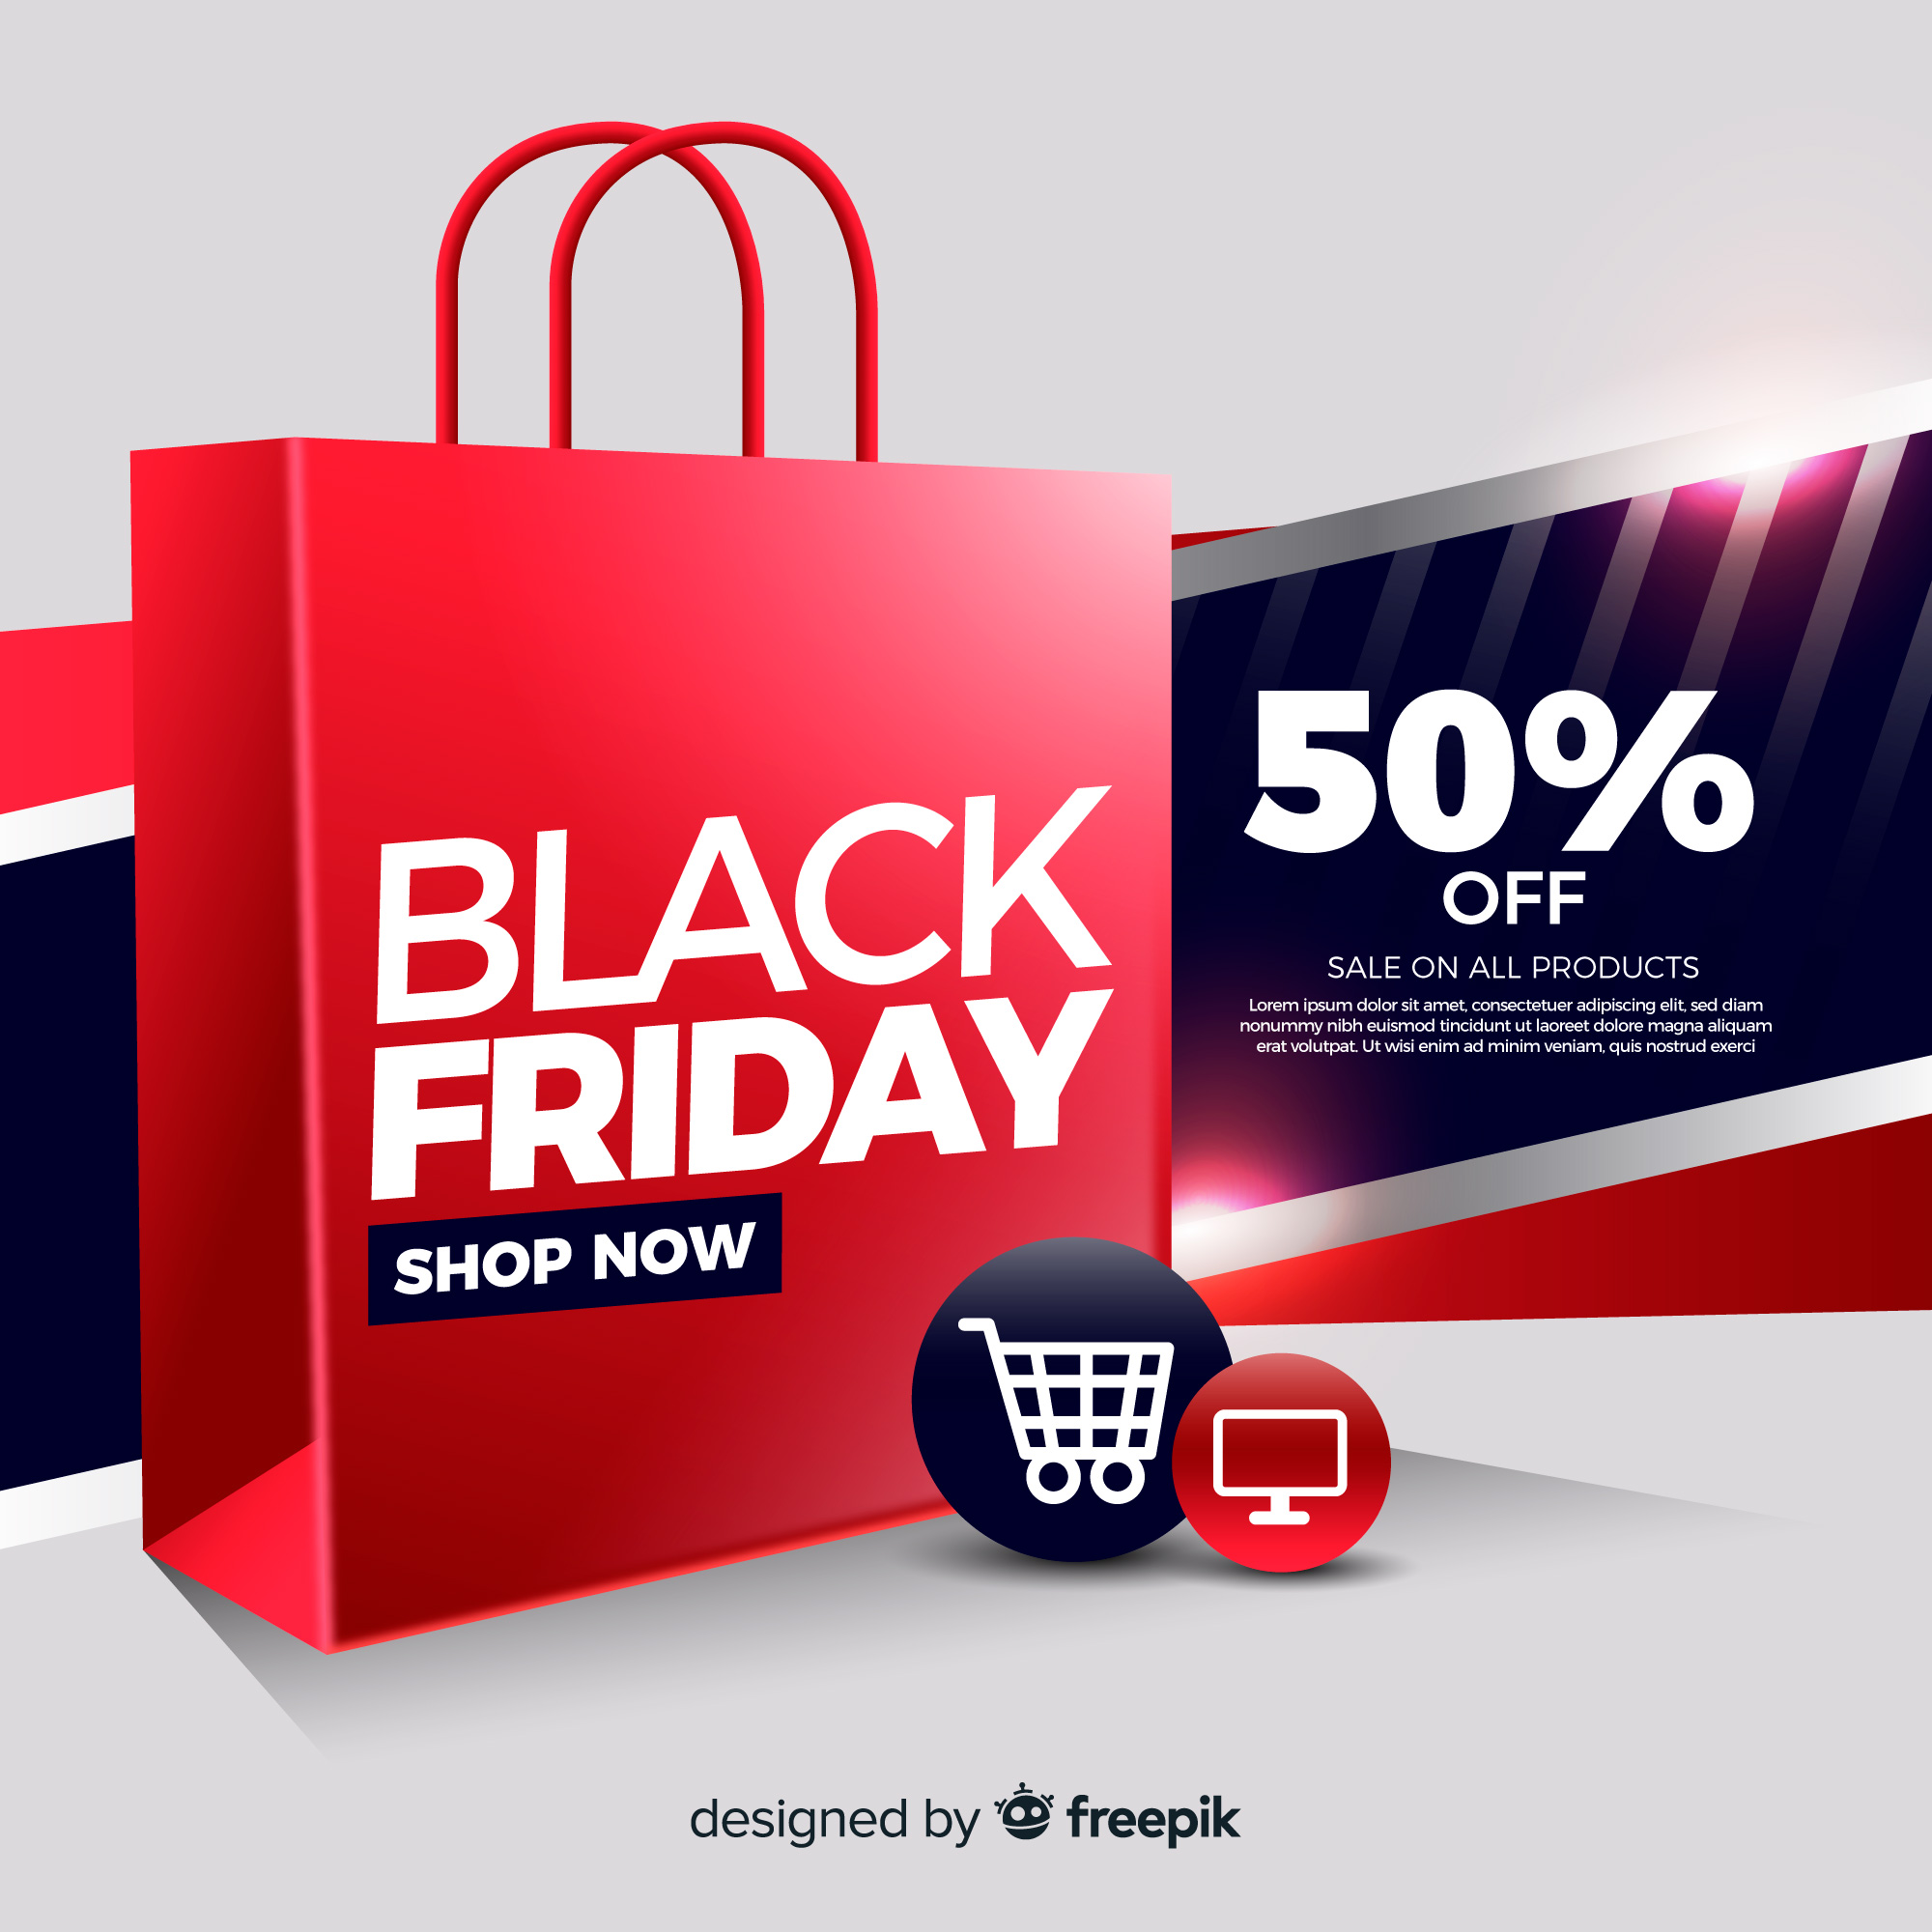 BLACK
FRIDAY
SHOP NOW
50%
OFF
SALE ON ALL PRODUCTS
Lorem ipsum dolor sit amet, consectetuer adipiscing elit, sed diam
nonummy nibh euismod tincidunt ut laoreet dolore magna aliquam
erat volutpat. Ut wisi enim ad minim veniam, quis nostrud exerci
designed by freepik